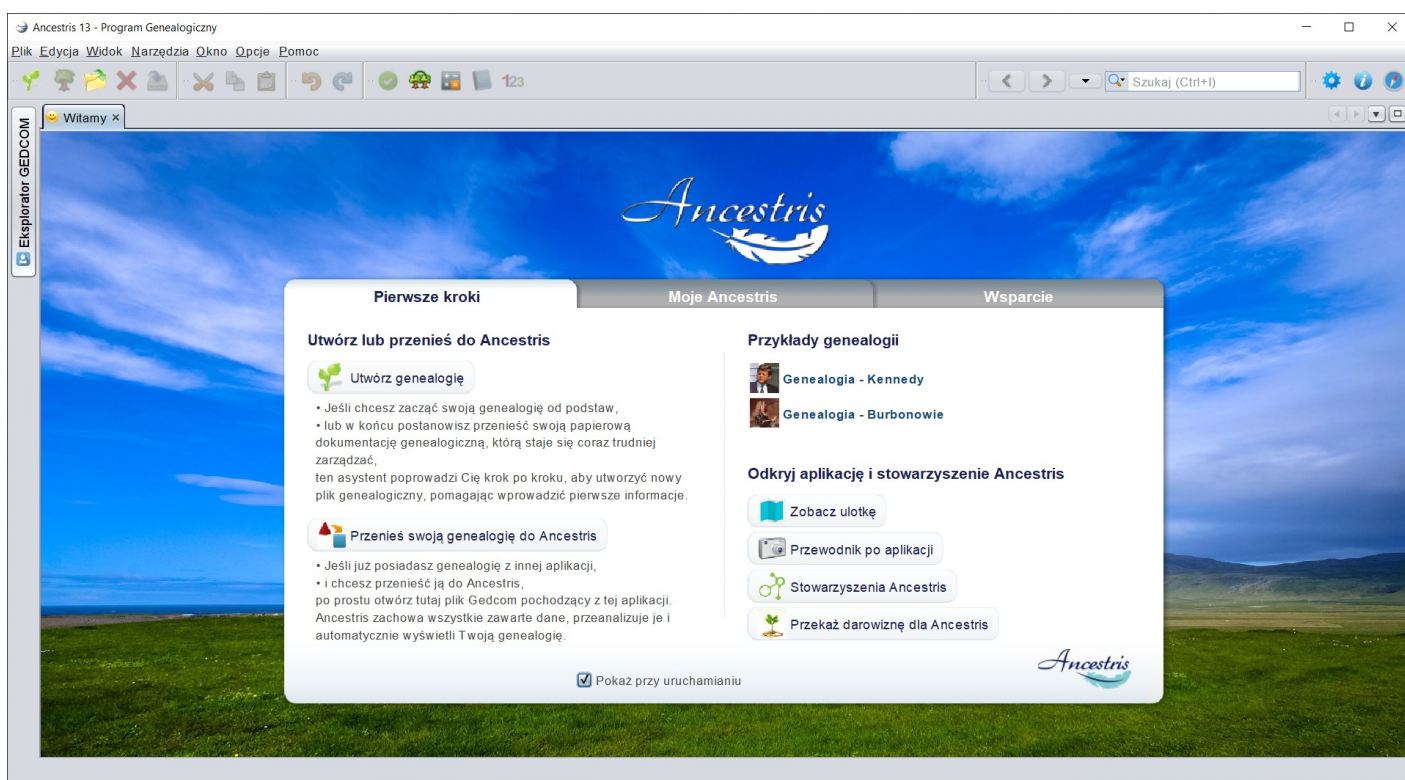 Ancestris 13 - Program Genealogiczny
Plik Edycja Widok Narzędzia Okno Opcje Pomoc
123
Szukaj (Ctrl+I)
Eksplorator GEDCOM
Witamy
Ancestris
Pierwsze kroki
Moje Ancestris
Wsparcie
Utwórz lub przenieś do Ancestris
Utwórz genealogię
• Jeśli chcesz zacząć swoją genealogię od podstaw,
• lub w końcu postanowisz przenieść swoją papierową
dokumentację genealogiczną, którą staje się coraz trudniej
zarządzać,
ten asystent poprowadzi Cię krok po kroku, aby utworzyć nowy
plik genealogiczny, pomagając wprowadzić pierwsze informacje.
Przenieś swoją genealogię do Ancestris
• Jeśli już posiadasz genealogię z innej aplikacji,
• i chcesz przenieść ją do Ancestris,
po prostu otwórz tutaj plik Gedcom pochodzący z tej aplikacji.
Ancestris zachowa wszystkie zawarte dane, przeanalizuje je i
automatycznie wyświetli Twoją genealogię.
Przykłady genealogii
Genealogia - Kennedy
Genealogia - Burbonowie
Odkryj aplikację i stowarzyszenie Ancestris
Zobacz ulotkę
Przewodnik po aplikacji
Stowarzyszenia Ancestris
Przekaż darowiznę dla Ancestris
Ancestris
Pokaż przy uruchamianiu